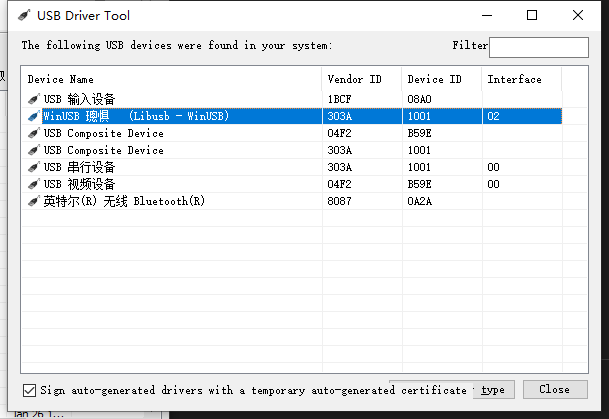 USB Driver Tool
The following USB devices were found in your system:
Filter
Device Name Vendor ID Device ID Interface
USB 输入设备 1BCF 08A0
WinUSB (Libusb - WinUSB) 303A 1001 02
USB Composite Device 04F2 B59E
USB Composite Device 303A 1001
USB 串行设备 303A 1001 00
USB 视频设备 04F2 B59E 00
英特尔(R) 无线 Bluetooth(R) 8087 0A2A
Sign auto-generated drivers with a temporary auto-generated certificate
type
Close